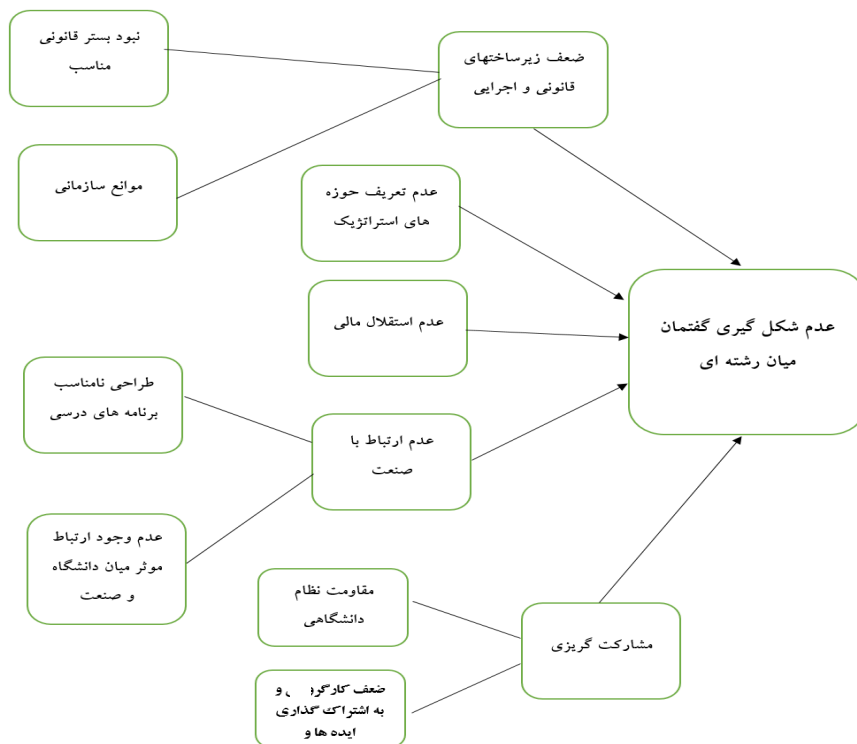 نبود بستر قانونی
مناسب
ضعف زیرساختهای
قانونی و اجرایی
موانع سازمانی
عدم تعریف حوزه
های استراتژیک
عدم شکل گیری گفتمان
میان رشته ای
عدم استقلال مالی
طراحی نامناسب
برنامه های درسی
عدم ارتباط با
صنعت
عدم وجود ارتباط
موثر میان دانشگاه
و صنعت
مقاومت نظام
دانشگاهی
مشارکت گریزی
ضعف و
به اشتراک گذاری
ایده ها و